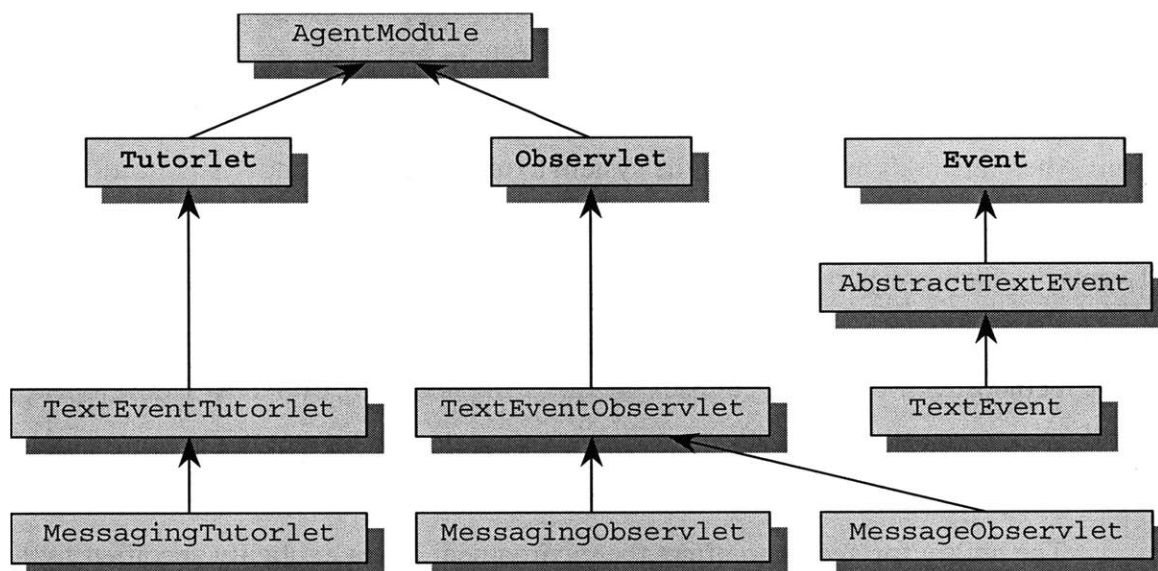 AgentModule
Tutorlet
Observlet
Event
AbstractTextEvent
TextEventTutorlet
TextEventObservlet
TextEvent
MessagingTutorlet
MessagingObservlet
MessageObservlet